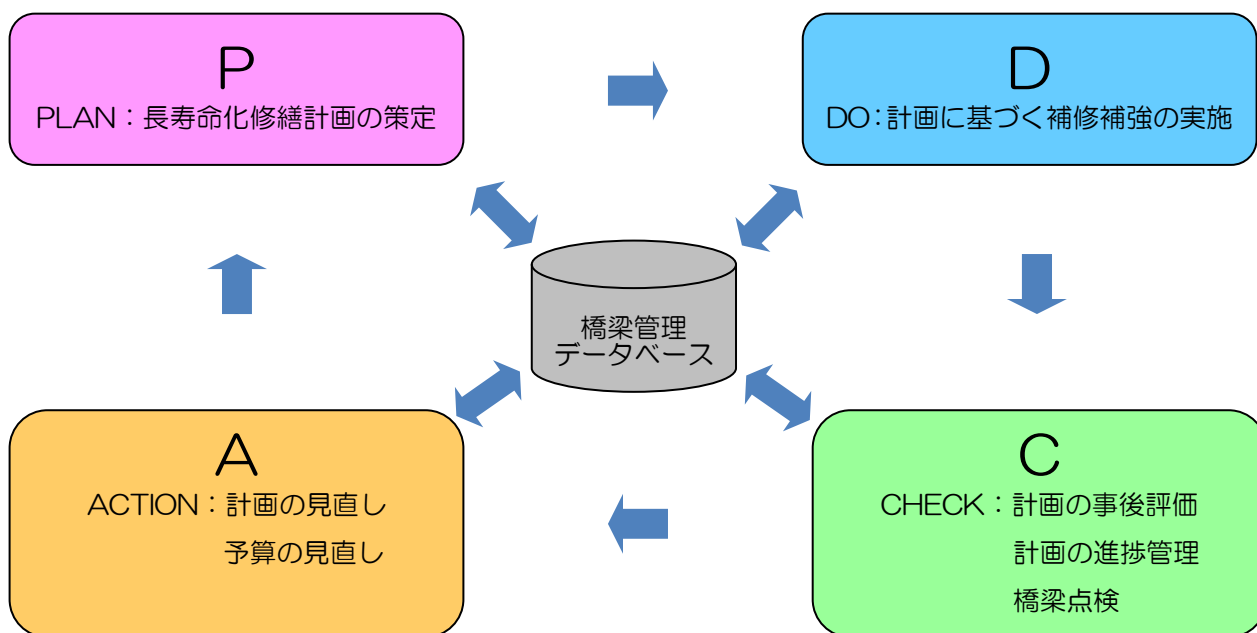 P
PLAN：長寿命化修繕計画の策定
D
DO：計画に基づく補修補強の実施
橋梁管理
データベース
A
ACTION：計画の見直し
予算の見直し
C
CHECK：計画の事後評価
計画の進捗管理
橋梁点検